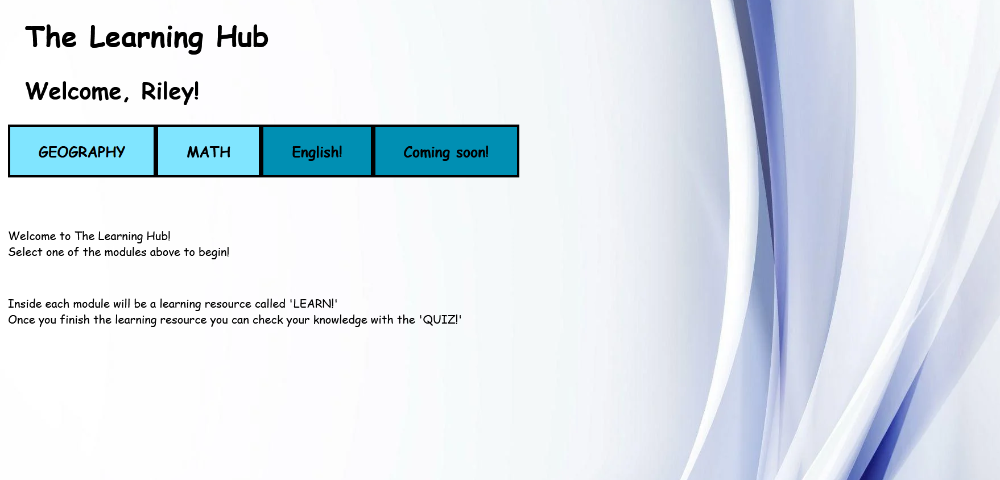 The Learning Hub
Welcome, Riley!
GEOGRAPHY MATH English! Coming soon!
Welcome to The Learning Hub!
Select one of the modules above to begin!
Inside each module will be a learning resource called 'LEARN!'
Once you finish the learning resource you can check your knowledge with the 'QUIZ!'